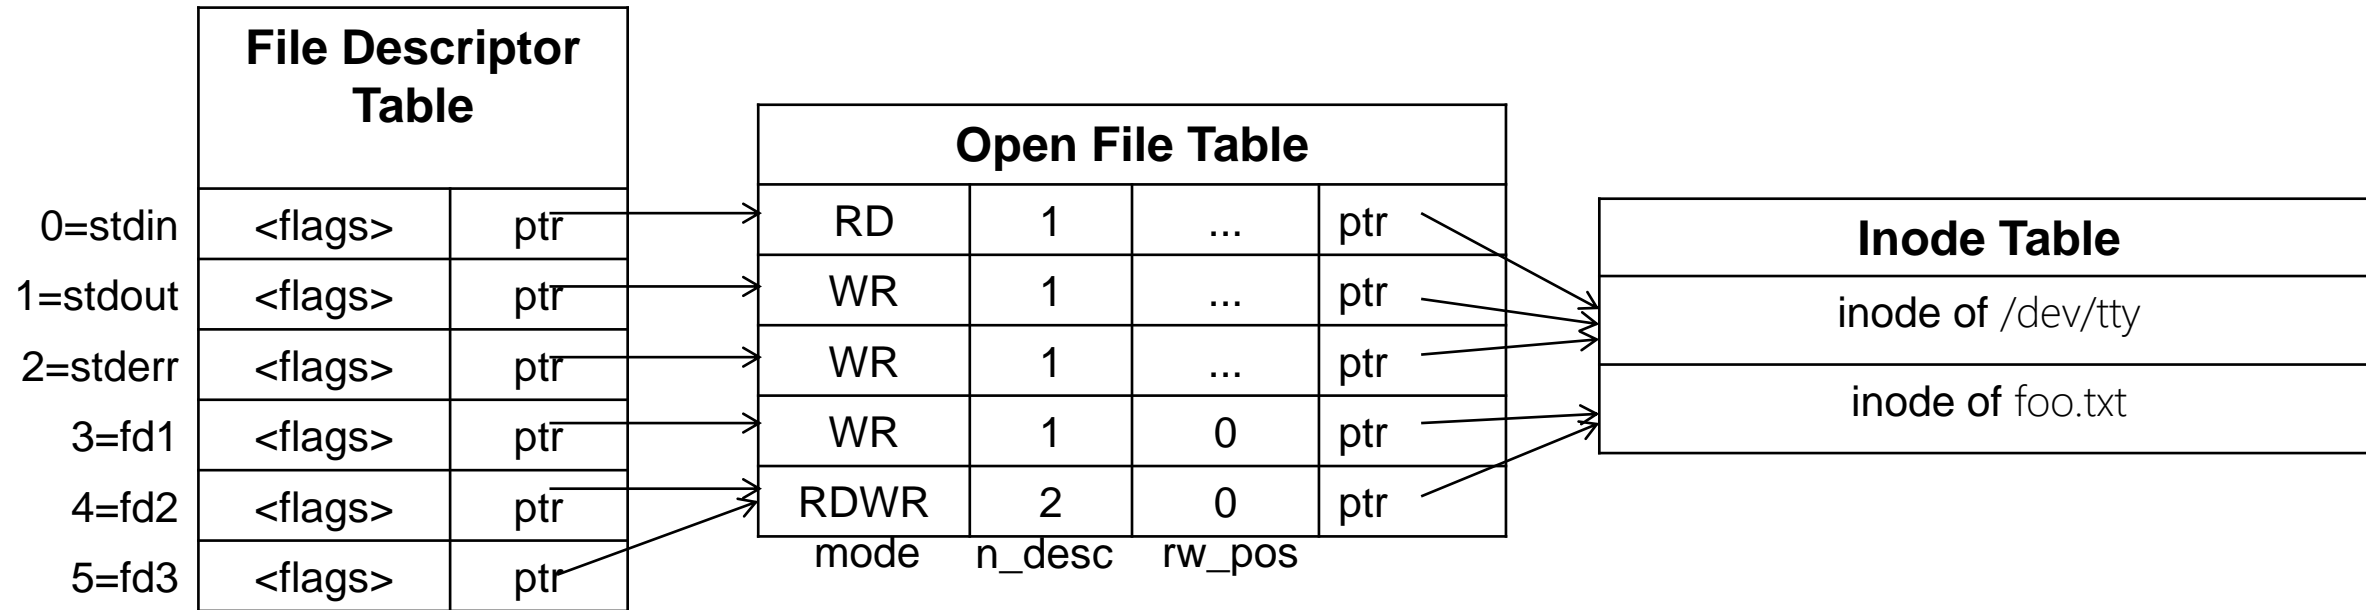 File Descriptor
Table
0=stdin <flags> ptr
1=stdout <flags> ptr
2=stderr <flags> ptr
3=fd1 <flags> ptr
4=fd2 <flags> ptr
5=fd3 <flags> ptr
Open File Table
RD 1 ... ptr
WR 1 ... ptr
WR 1 ... ptr
WR 1 0 ptr
RDWR 2 0 ptr
mode n_desc rw_pos
Inode Table
inode of /dev/tty
inode of foo.txt